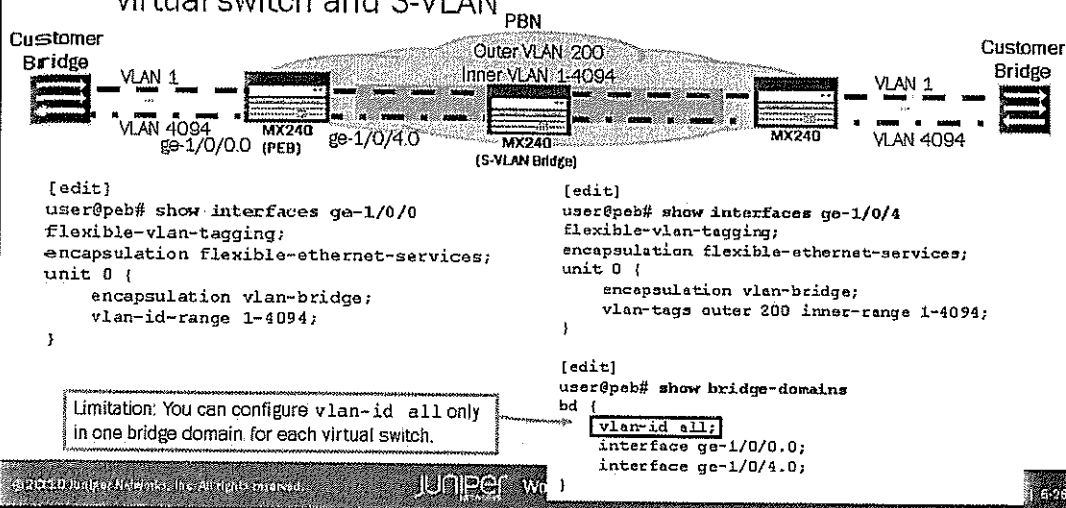 virtual switch and S-VLAN
PBN
Customer
Bridge
Outer VLAN 200
Inner VLAN 1-4094
Customer
Bridge
VLAN 1
VLAN 1
VLAN 4094
ge-1/0/0.0
MX240
(PEB)
ge-1/0/4.0
MX240
(S-VLAN Bridge)
MX240
VLAN 4094
[edit]
user@peb# show interfaces ge-1/0/0
flexible-vlan-tagging;
encapsulation flexible-ethernet-services;
unit 0 {
encapsulation vlan-bridge;
vlan-id-range 1-4094;
}
[edit]
user@peb# show interfaces ge-1/0/4
flexible-vlan-tagging;
encapsulation flexible-ethernet-services;
unit 0 {
encapsulation vlan-bridge;
vlan-tags outer 200 inner-range 1-4094;
}
[edit]
user@peb# show bridge-domains
bd {
vlan-id all;
interface ge-1/0/0.0;
interface ge-1/0/4.0;
}
Limitation: You can configure vlan-id all only
in one bridge domain for each virtual switch.
©2010 Juniper Networks, Inc. All rights reserved.
JUNIPER
Wo
| 6-26